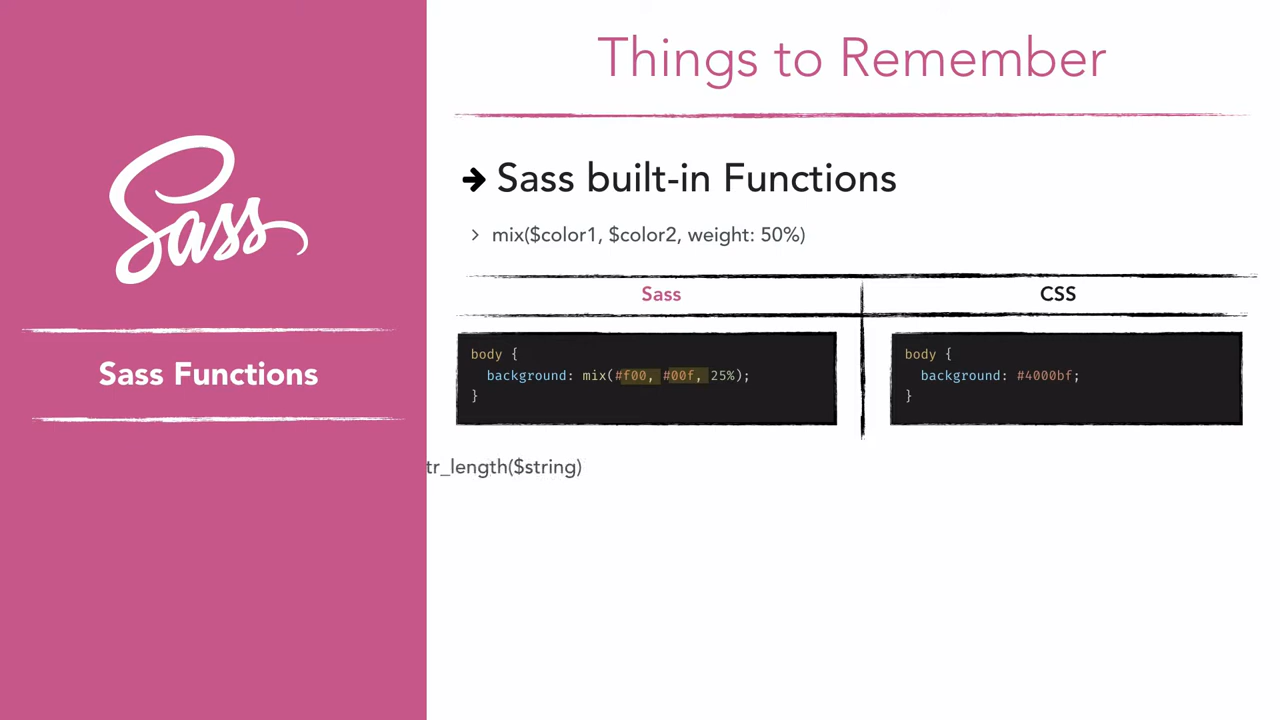 Things to Remember
Sass
➔ Sass built-in Functions
> mix($color1, $color2, weight: 50%)
Sass
CSS
body {
background: mix(#f00, #00f, 25%);
}
body {
background: #4000bf;
}
Sass Functions
tr_length($string)